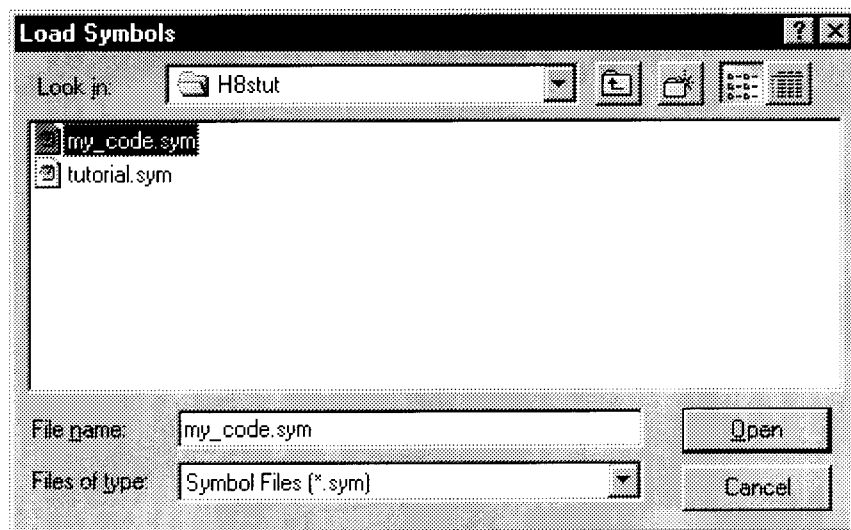 Load Symbols
Look in: H8stut
my_code.sym
tutorial.sym
File name: my_code.sym Open
Files of type: Symbol Files (*.sym) Cancel